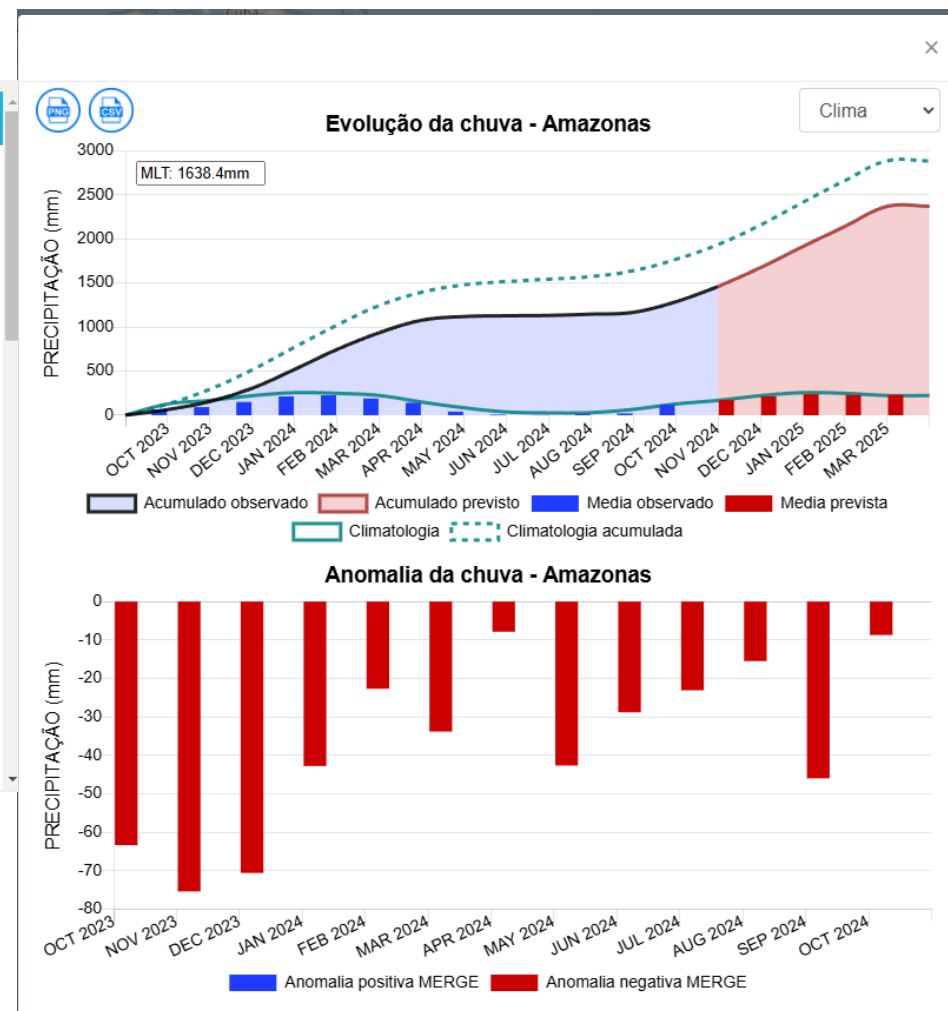 Cuba
×
PNG CSV
Clima
Evolução da chuva - Amazonas
MLT: 1638.4mm
PRECIPITAÇÃO (mm)
3000
2500
2000
1500
1000
500
0
OCT 2023 NOV 2023 DEC 2023 JAN 2024 FEB 2024 MAR 2024 APR 2024 MAY 2024 JUN 2024 JUL 2024 AUG 2024 SEP 2024 OCT 2024 NOV 2024 DEC 2024 JAN 2025 FEB 2025 MAR 2025
Acumulado observado Acumulado previsto Media observado Media prevista
Climatologia Climatologia acumulada
Anomalia da chuva - Amazonas
PRECIPITAÇÃO (mm)
0
-10
-20
-30
-40
-50
-60
-70
-80
OCT 2023 NOV 2023 DEC 2023 JAN 2024 FEB 2024 MAR 2024 APR 2024 MAY 2024 JUN 2024 JUL 2024 AUG 2024 SEP 2024 OCT 2024
Anomalia positiva MERGE Anomalia negativa MERGE